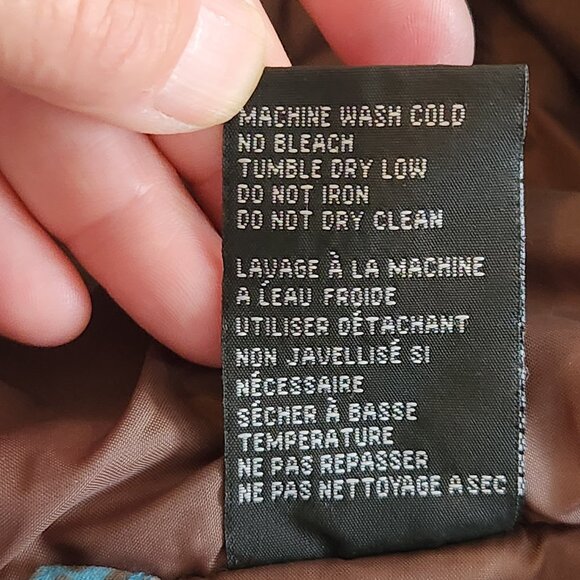 MACHINE WASH COLD
NO BLEACH
TUMBLE DRY LOW
DO NOT IRON
DO NOT DRY CLEAN
LAVAGE À LA MACHINE
A L'EAU FROIDE
UTILISER DÉTACHANT
NON JAVELLISÉ SI
NÉCESSAIRE
SÉCHER À BASSE
TEMPERATURE
NE PAS REPASSER
NE PAS NETTOYAGE A SEC